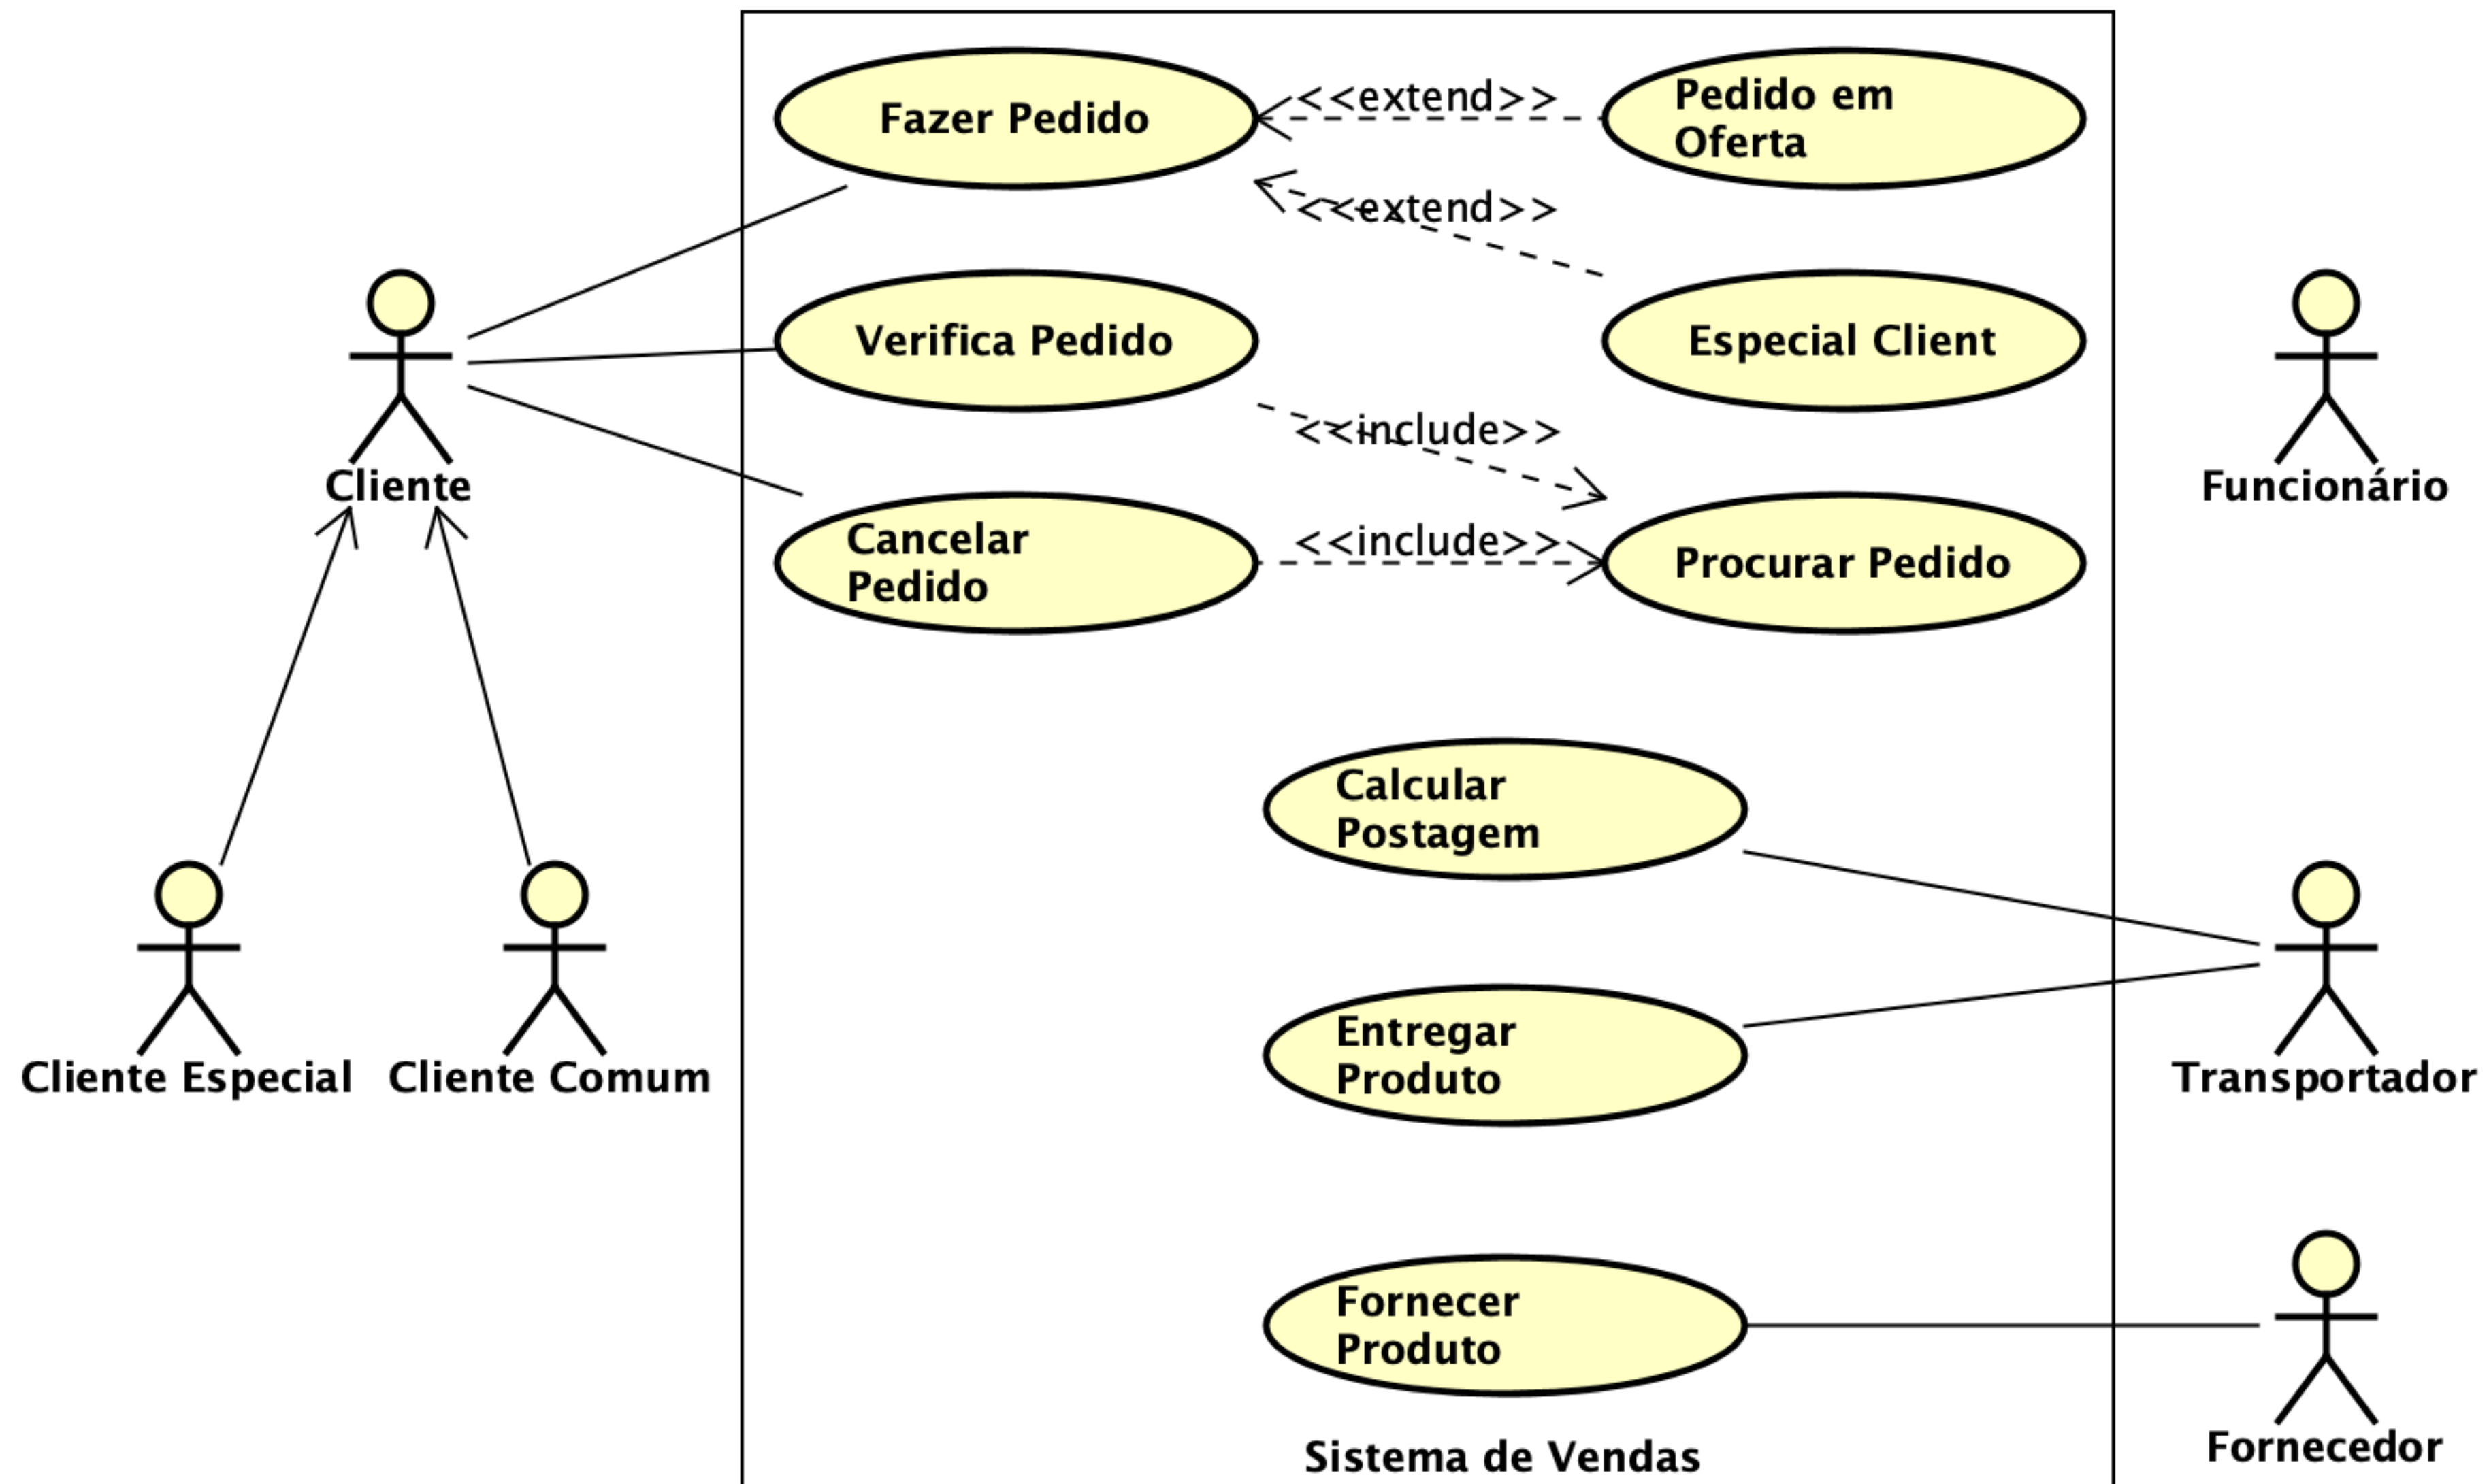 Fazer Pedido
<<extend>>
Pedido em
Oferta
<<extend>>
Verifica Pedido
Especial Client
<<include>>
Cliente
Funcionário
Cancelar
Pedido
<<include>>
Procurar Pedido
Calcular
Postagem
Entregar
Produto
Cliente Especial
Cliente Comum
Transportador
Fornecer
Produto
Sistema de Vendas
Fornecedor